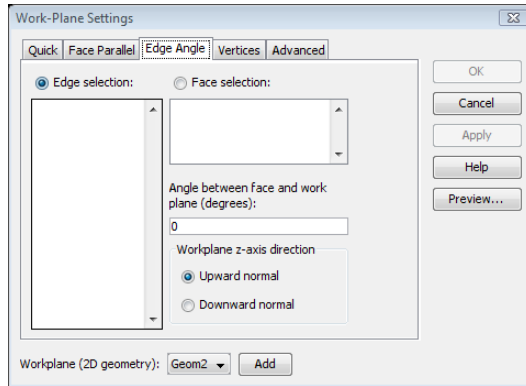 Work-Plane Settings
Quick Face Parallel Edge Angle Vertices Advanced
Edge selection:
Face selection:
Angle between face and work
plane (degrees):
0
Workplane z-axis direction
Upward normal
Downward normal
OK
Cancel
Apply
Help
Preview...
Workplane (2D geometry): Geom2 Add